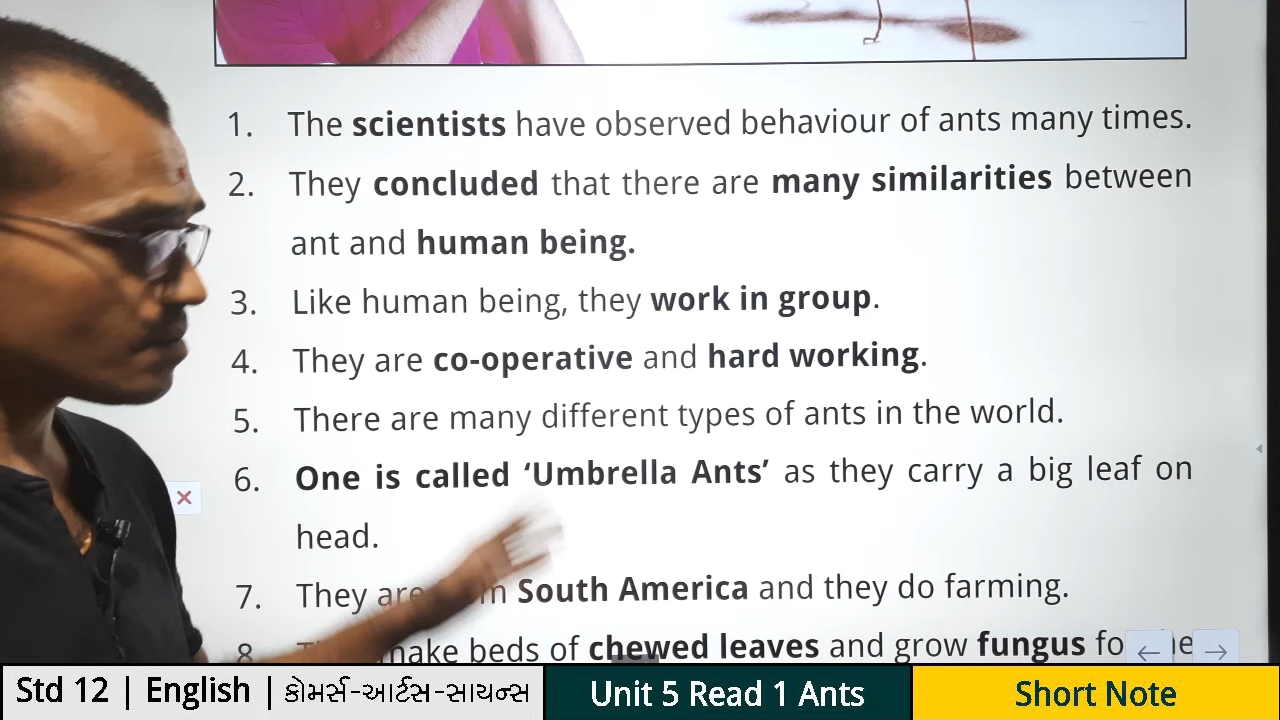 1. The scientists have observed behaviour of ants many times.
2. They concluded that there are many similarities between
ant and human being.
3. Like human being, they work in group.
4. They are co-operative and hard working.
5. There are many different types of ants in the world.
6. One is called ‘Umbrella Ants’ as they carry a big leaf on
head.
7. They are South America and they do farming.
8. make beds of chewed leaves and grow fungus
Std 12 | English | કોમર્સ-આર્ટસ-સાયન્સ
Unit 5 Read 1 Ants
Short Note